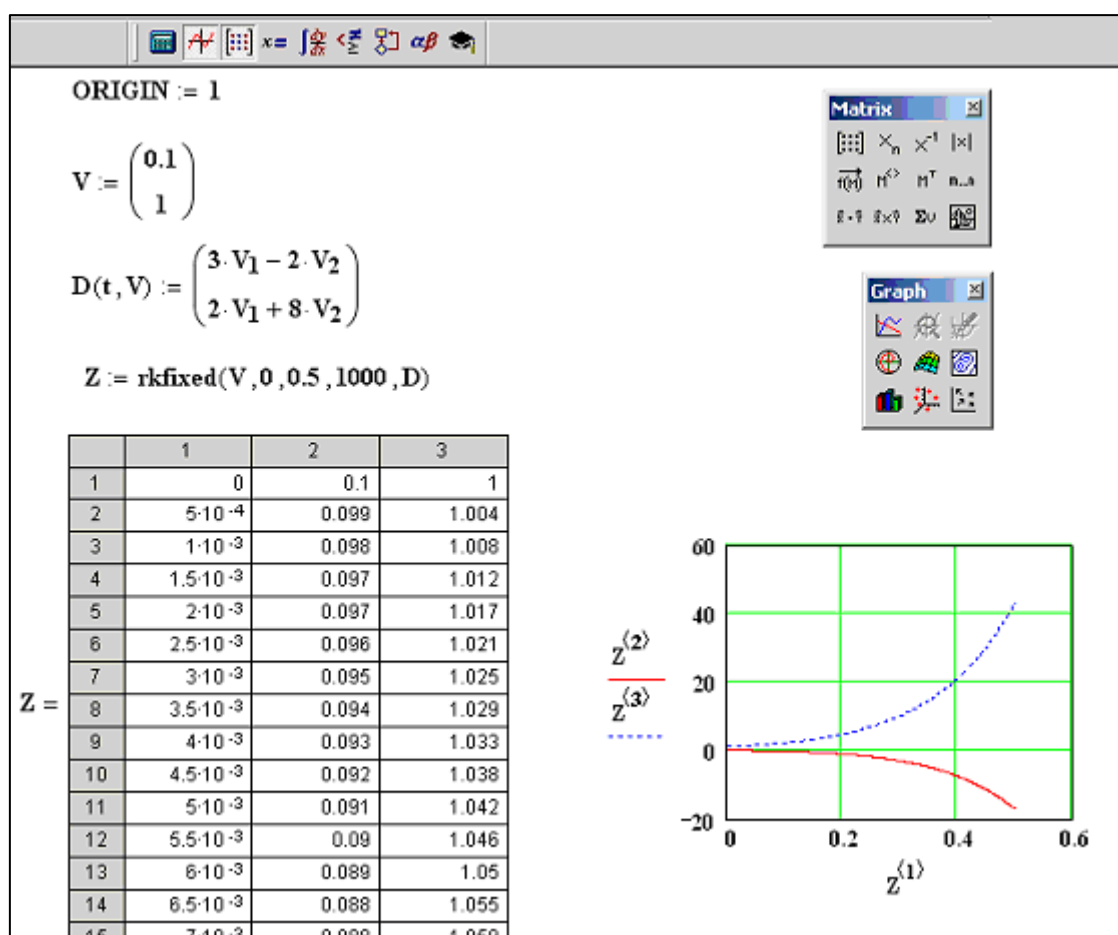 x=
αβ
ORIGIN := 1
V := (0.1
1)
D(t,V) := (3·V1 − 2·V2
2·V1 + 8·V2)
Z := rkfixed(V,0,0.5,1000,D)
Matrix
[⁝⁝⁝] ×n ×⁻¹ |×|
f(M) M<> Mᵀ
Συ
Graph
Z =
1 2 3
1 0 0.1 1
2 5·10⁻⁴ 0.099 1.004
3 1·10⁻³ 0.098 1.008
4 1.5·10⁻³ 0.097 1.012
5 2·10⁻³ 0.097 1.017
6 2.5·10⁻³ 0.096 1.021
7 3·10⁻³ 0.095 1.025
8 3.5·10⁻³ 0.094 1.029
9 4·10⁻³ 0.093 1.033
10 4.5·10⁻³ 0.092 1.038
11 5·10⁻³ 0.091 1.042
12 5.5·10⁻³ 0.09 1.046
13 6·10⁻³ 0.089 1.05
14 6.5·10⁻³ 0.088 1.055
60
40
20
0
−20
Z⟨2⟩
Z⟨3⟩
0 0.2 0.4 0.6
Z⟨1⟩